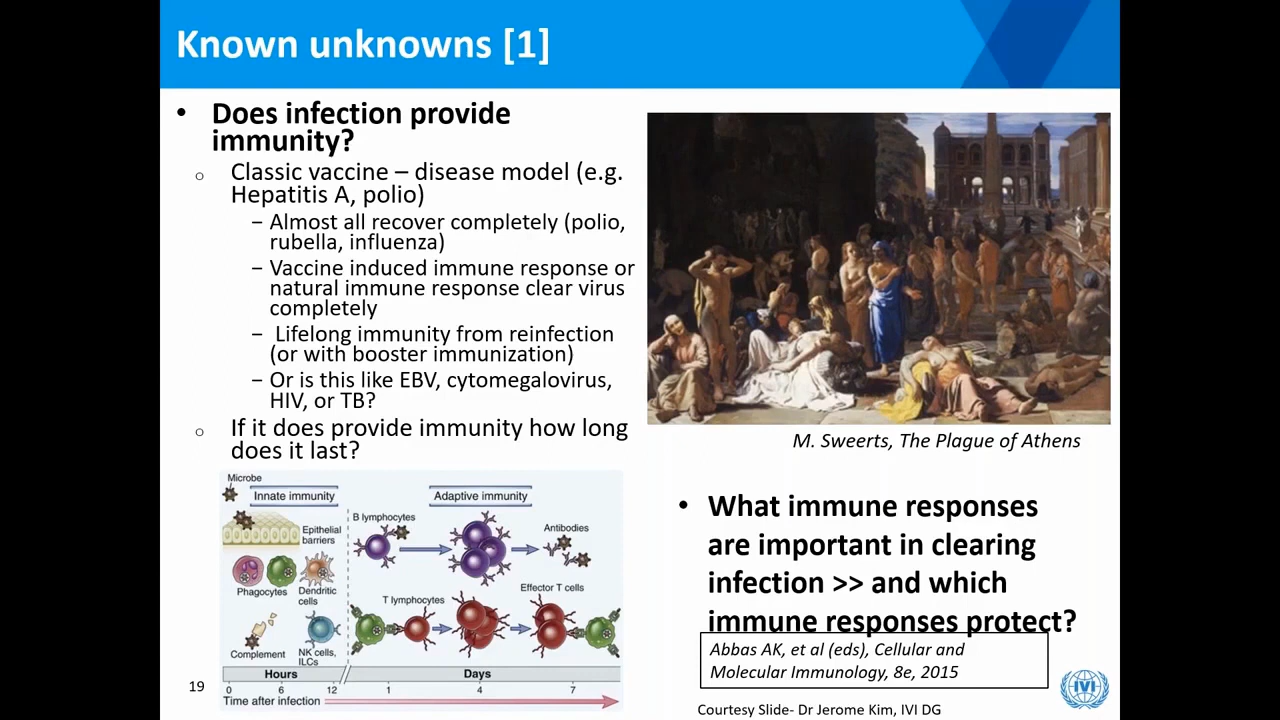 Known unknowns [1]
• Does infection provide
immunity?
o Classic vaccine – disease model (e.g.
Hepatitis A, polio)
– Almost all recover completely (polio,
rubella, influenza)
– Vaccine induced immune response or
natural immune response clear virus
completely
– Lifelong immunity from reinfection
(or with booster immunization)
– Or is this like EBV, cytomegalovirus,
HIV, or TB?
o If it does provide immunity how long
does it last?
Microbe
Innate immunity
Adaptive immunity
Epithelial
barriers
B lymphocytes
Antibodies
Phagocytes
Dendritic
cells
T lymphocytes
Effector T cells
Complement
NK cells,
ILCs
Hours
Days
0 6 12 1 4 7
Time after infection
19
M. Sweerts, The Plague of Athens
• What immune responses
are important in clearing
infection >> and which
immune responses protect?
Abbas AK, et al (eds), Cellular and
Molecular Immunology, 8e, 2015
Courtesy Slide- Dr Jerome Kim, IVI DG
IVI